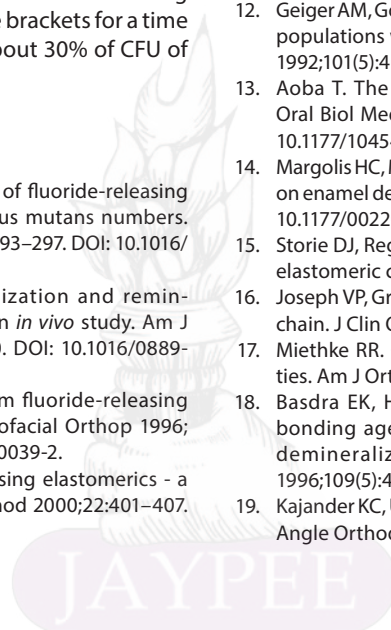 e brackets for a time
out 30% of CFU of
of fluoride-releasing
us mutans numbers.
93–297. DOI: 10.1016/
ization and remin-
n in vivo study. Am J
. DOI: 10.1016/0889-
m fluoride-releasing
ofacial Orthop 1996;
0039-2.
sing elastomerics - a
hod 2000;22:401–407.
12. Geiger AM, Go
populations
1992;101(5):4
13. Aoba T. The
Oral Biol Med
10.1177/1045
14. Margolis HC,
on enamel de
10.1177/0022
15. Storie DJ, Reg
elastomeric c
16. Joseph VP, Gr
chain. J Clin
17. Miethke RR.
ties. Am J Ort
18. Basdra EK, H
bonding age
demineraliz
1996;109(5):4
19. Kajander KC,
Angle Orthod
JAYPEE